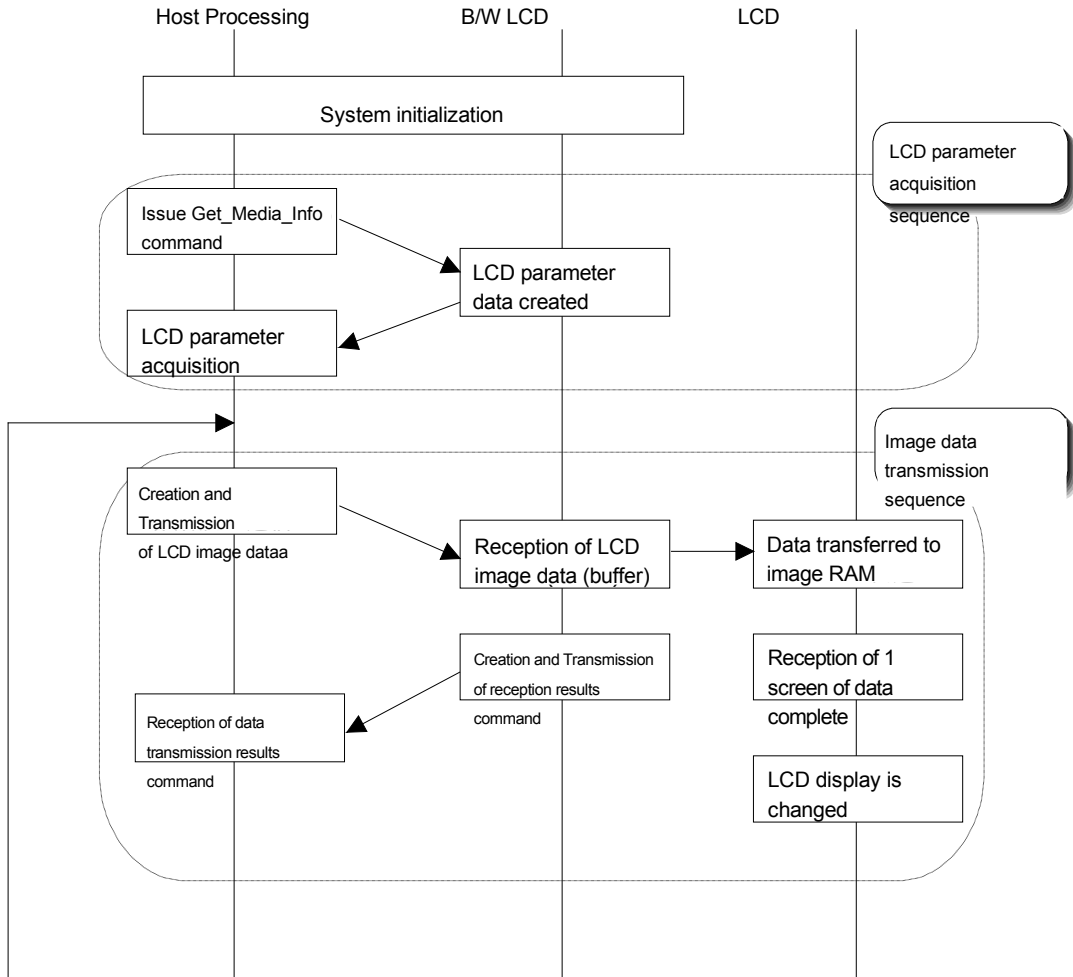 Host Processing
B/W LCD
LCD
System initialization
LCD parameter
acquisition
sequence
Issue Get_Media_Info
command
LCD parameter
data created
LCD parameter
acquisition
Image data
transmission
sequence
Creation and
Transmission
of LCD image dataa
Reception of LCD
image data (buffer)
Data transferred to
image RAM
Creation and Transmission
of reception results
command
Reception of 1
screen of data
complete
Reception of data
transmission results
command
LCD display is
changed